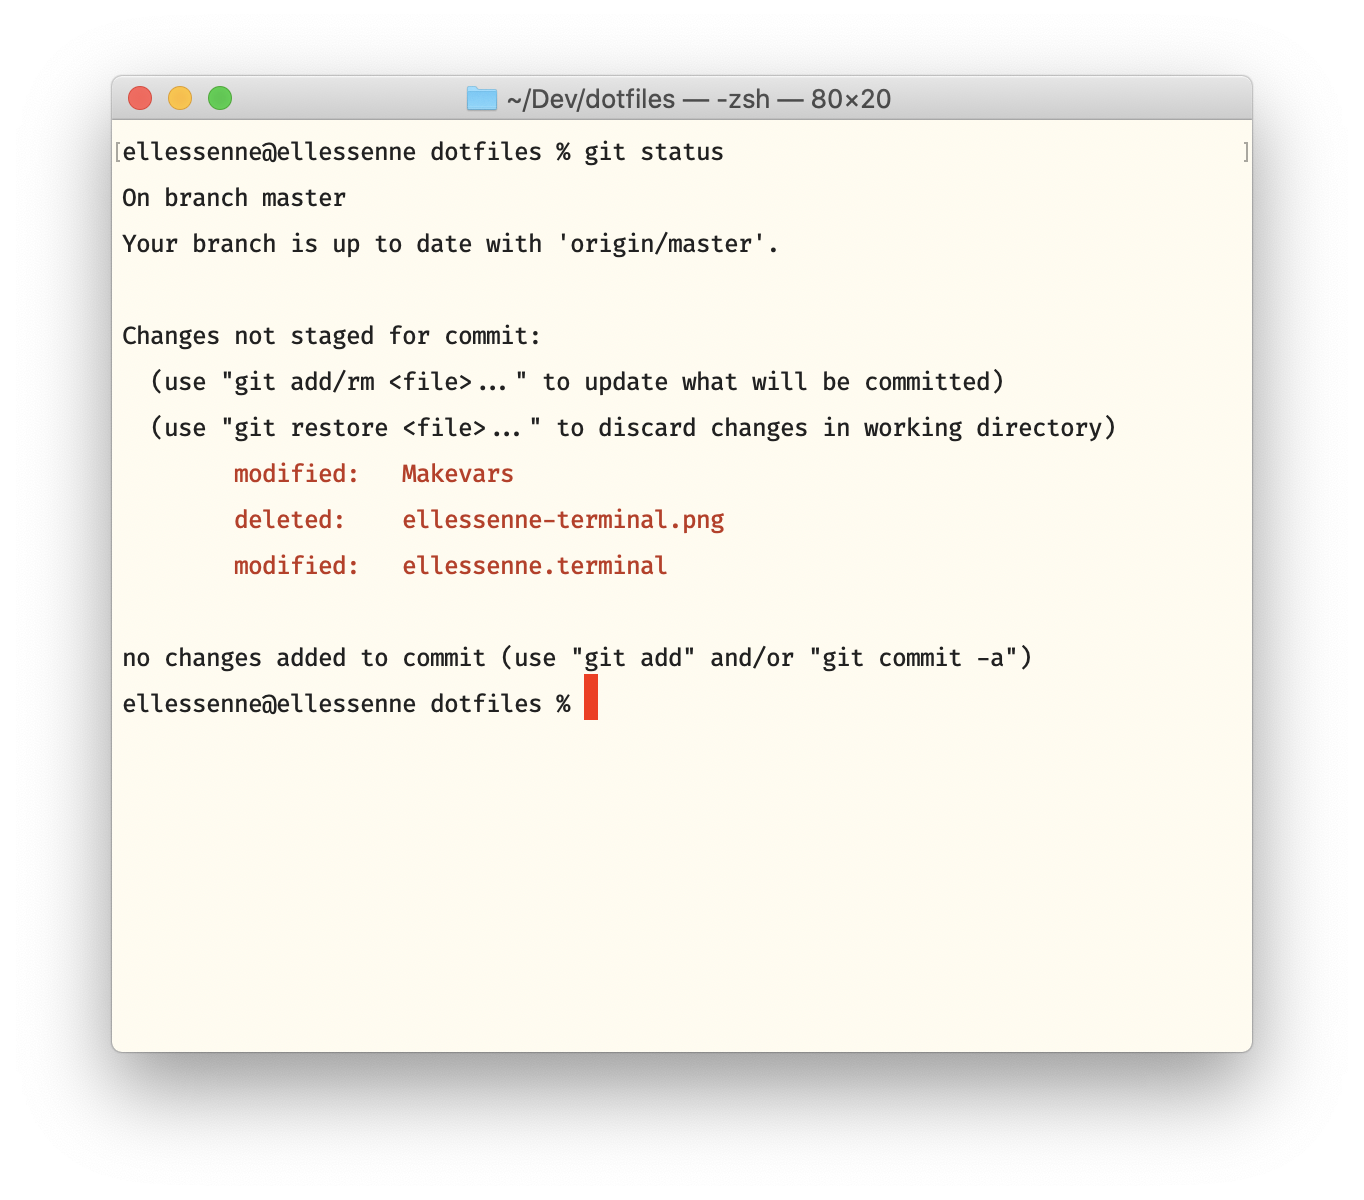 ~/Dev/dotfiles — -zsh — 80×20
[ellessenne@ellessenne dotfiles % git status ]
On branch master
Your branch is up to date with 'origin/master'.
Changes not staged for commit:
  (use "git add/rm <file>..." to update what will be committed)
  (use "git restore <file>..." to discard changes in working directory)
        modified:   Makevars
        deleted:    ellessenne-terminal.png
        modified:   ellessenne.terminal
no changes added to commit (use "git add" and/or "git commit -a")
ellessenne@ellessenne dotfiles %